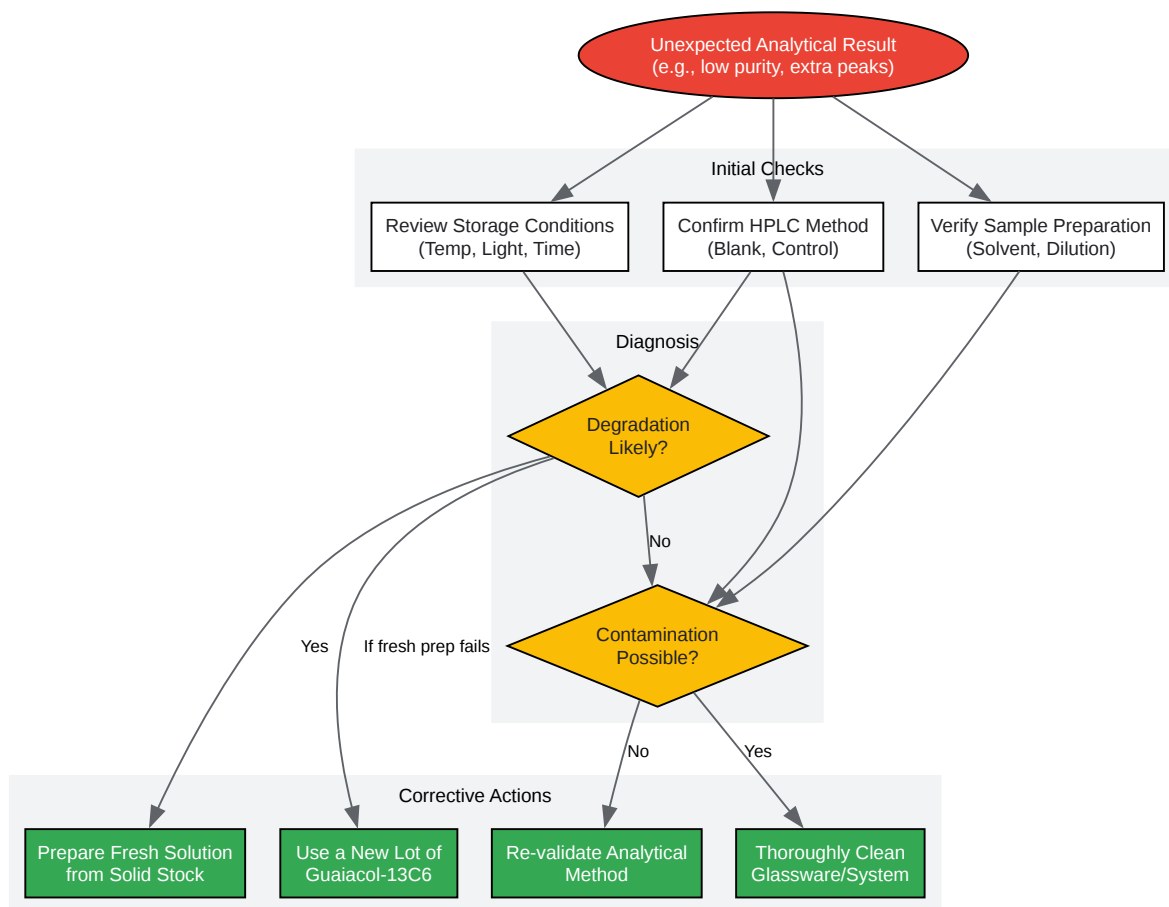 Unexpected Analytical Result
(e.g., low purity, extra peaks)
Initial Checks
Review Storage Conditions
(Temp, Light, Time)
Confirm HPLC Method
(Blank, Control)
Verify Sample Preparation
(Solvent, Dilution)
Diagnosis
Degradation
Likely?
No
Contamination
Possible?
Yes
If fresh prep fails
No
Yes
Corrective Actions
Prepare Fresh Solution
from Solid Stock
Use a New Lot of
Guaiacol-13C6
Re-validate Analytical
Method
Thoroughly Clean
Glassware/System